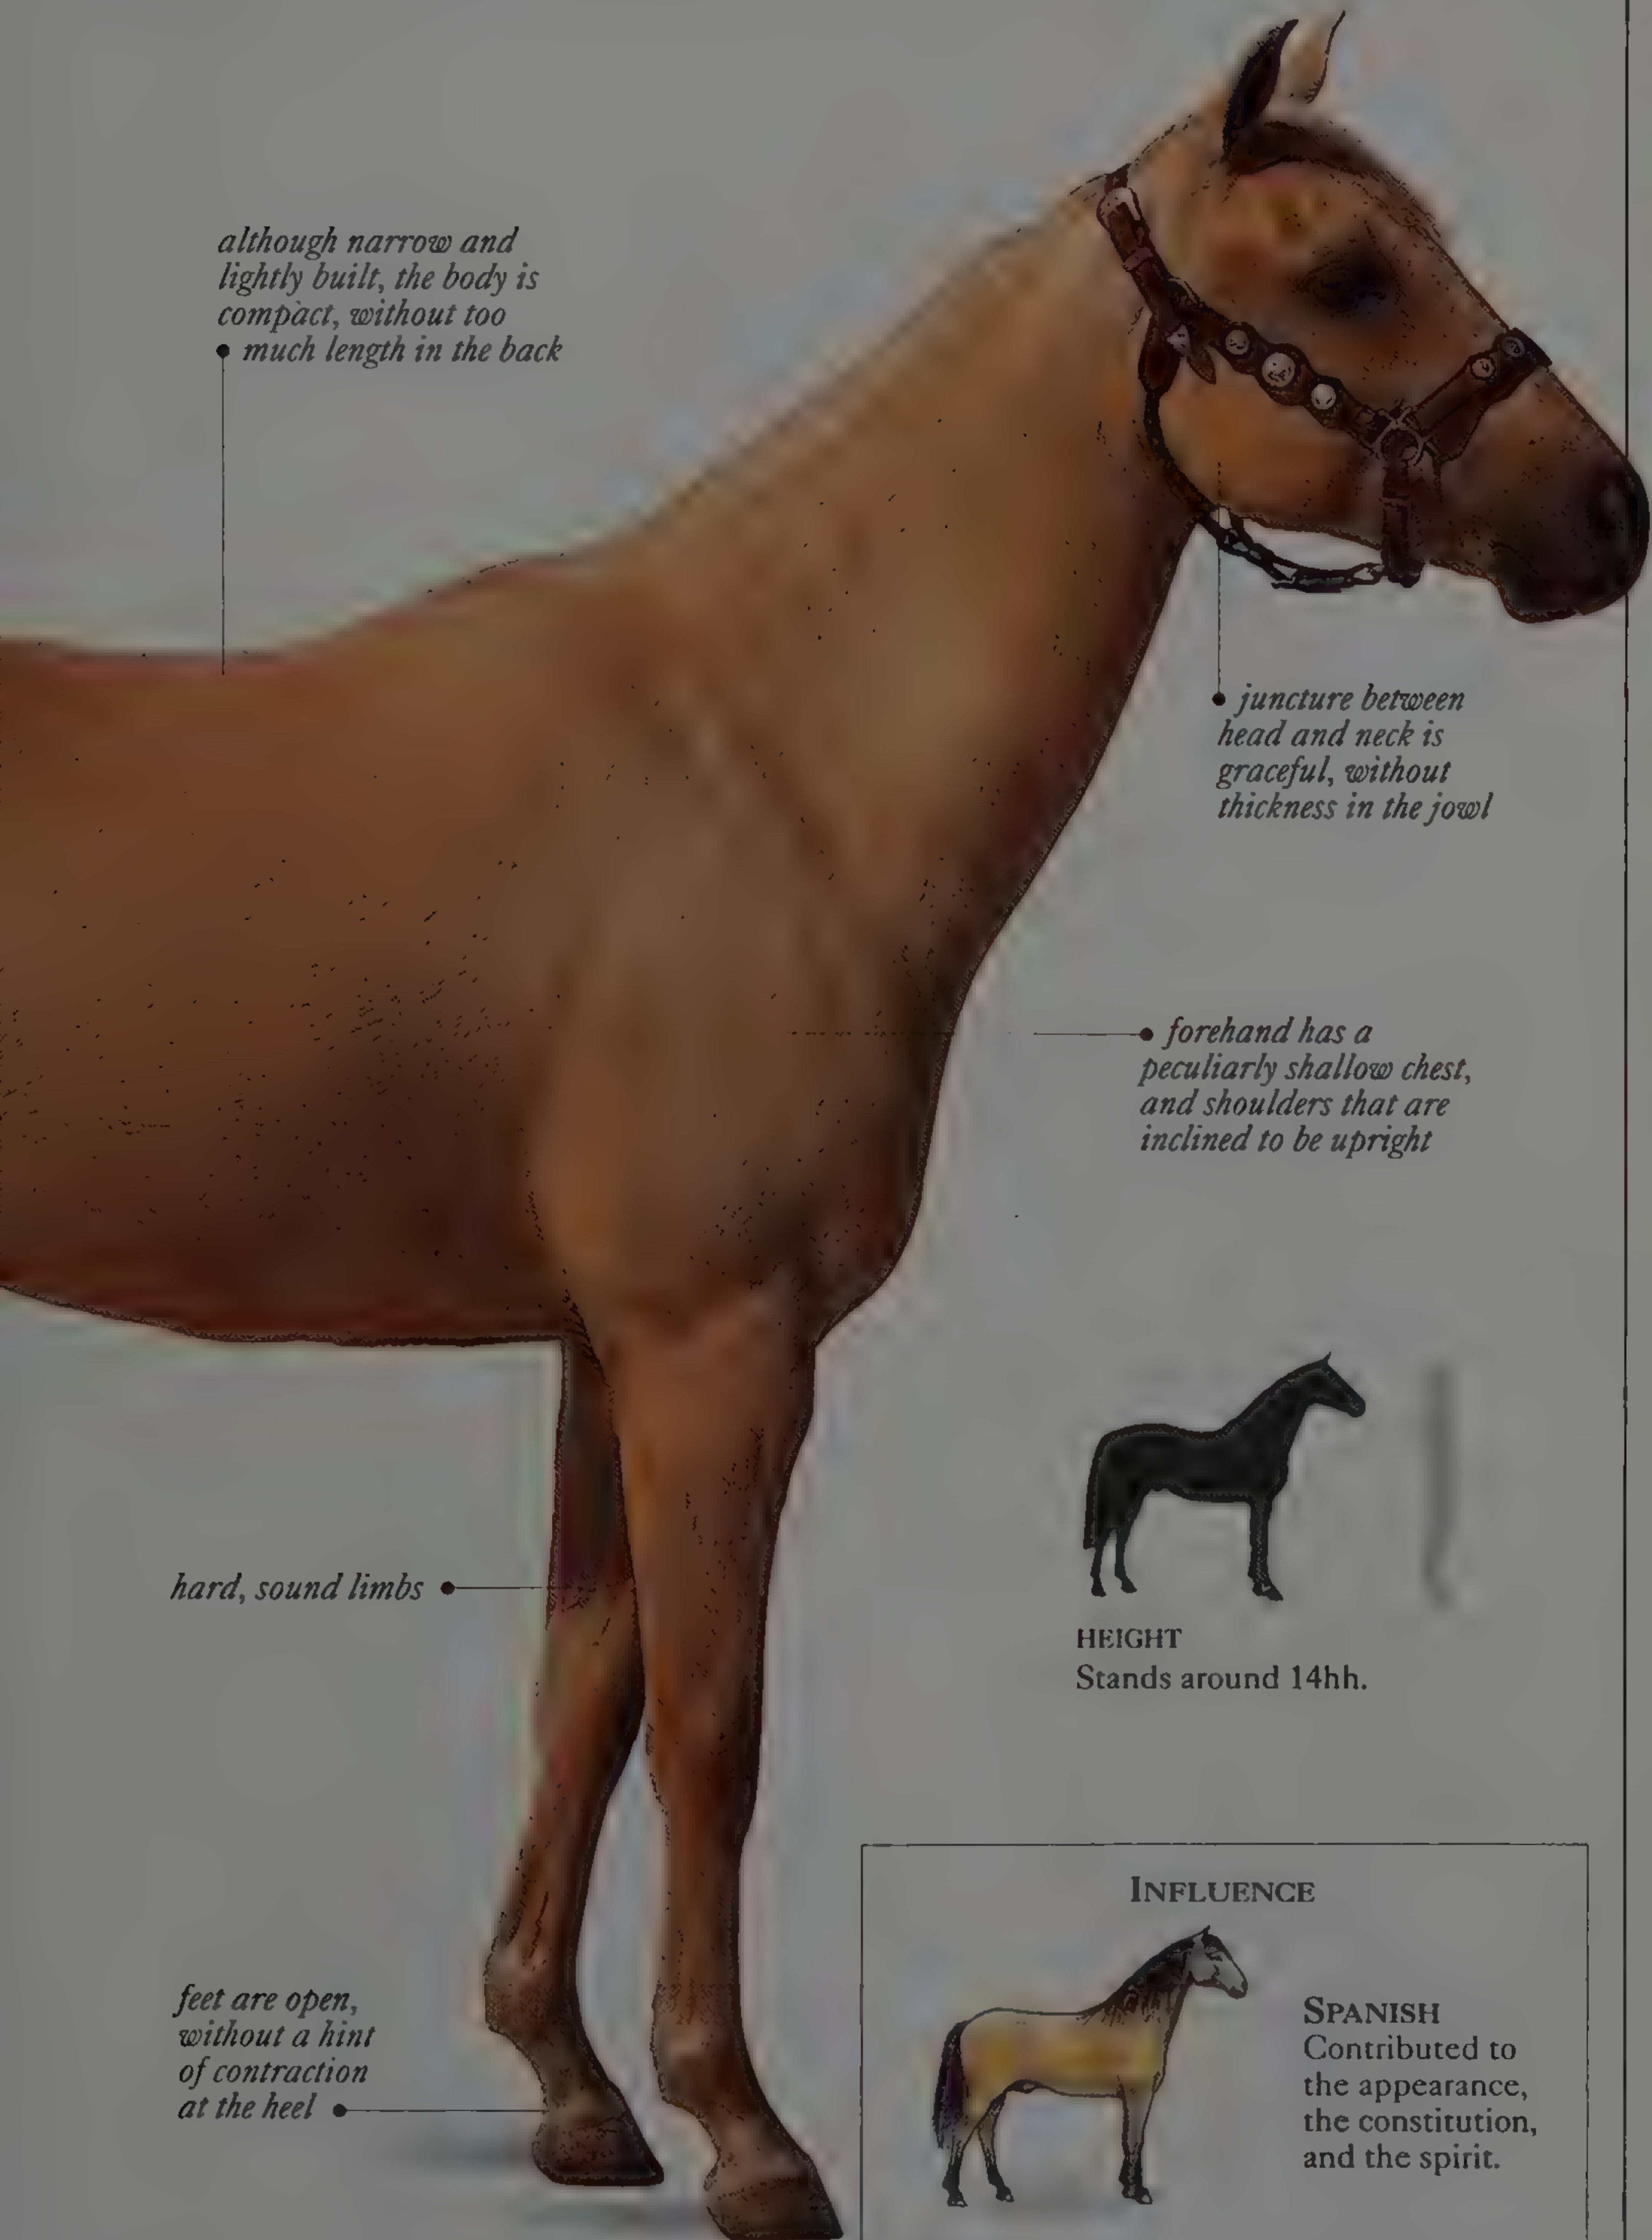 although narrow and
lightly built, the body is
compact, without too
much length in the back
juncture between
head and neck is
graceful, without
thickness in the jowl
forehand has a
peculiarly shallow chest,
and shoulders that are
inclined to be upright
hard, sound limbs
HEIGHT
Stands around 14hh.
feet are open,
without a hint
of contraction
at the heel
INFLUENCE
SPANISH
Contributed to
the appearance,
the constitution,
and the spirit.